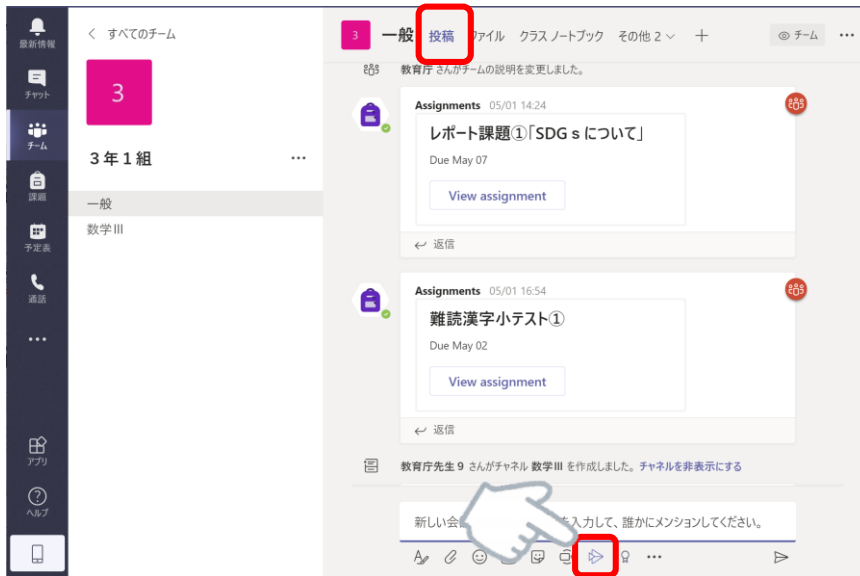 最新情報
チャット
チーム
課題
予定表
通話
アプリ
ヘルプ
すべてのチーム
3
3年1組
一般
数学III
3
一般 投稿 ファイル クラス ノートブック その他 2
チーム
教育庁 さんがチームの説明を変更しました。
Assignments 05/01 14:24
レポート課題①「SDGｓについて」
Due May 07
View assignment
返信
Assignments 05/01 16:54
難読漢字小テスト①
Due May 02
View assignment
返信
教育庁先生９ さんがチャネル 数学III を作成しました。チャネルを非表示にする
新しい会 を入力して、誰かにメンションしてください。